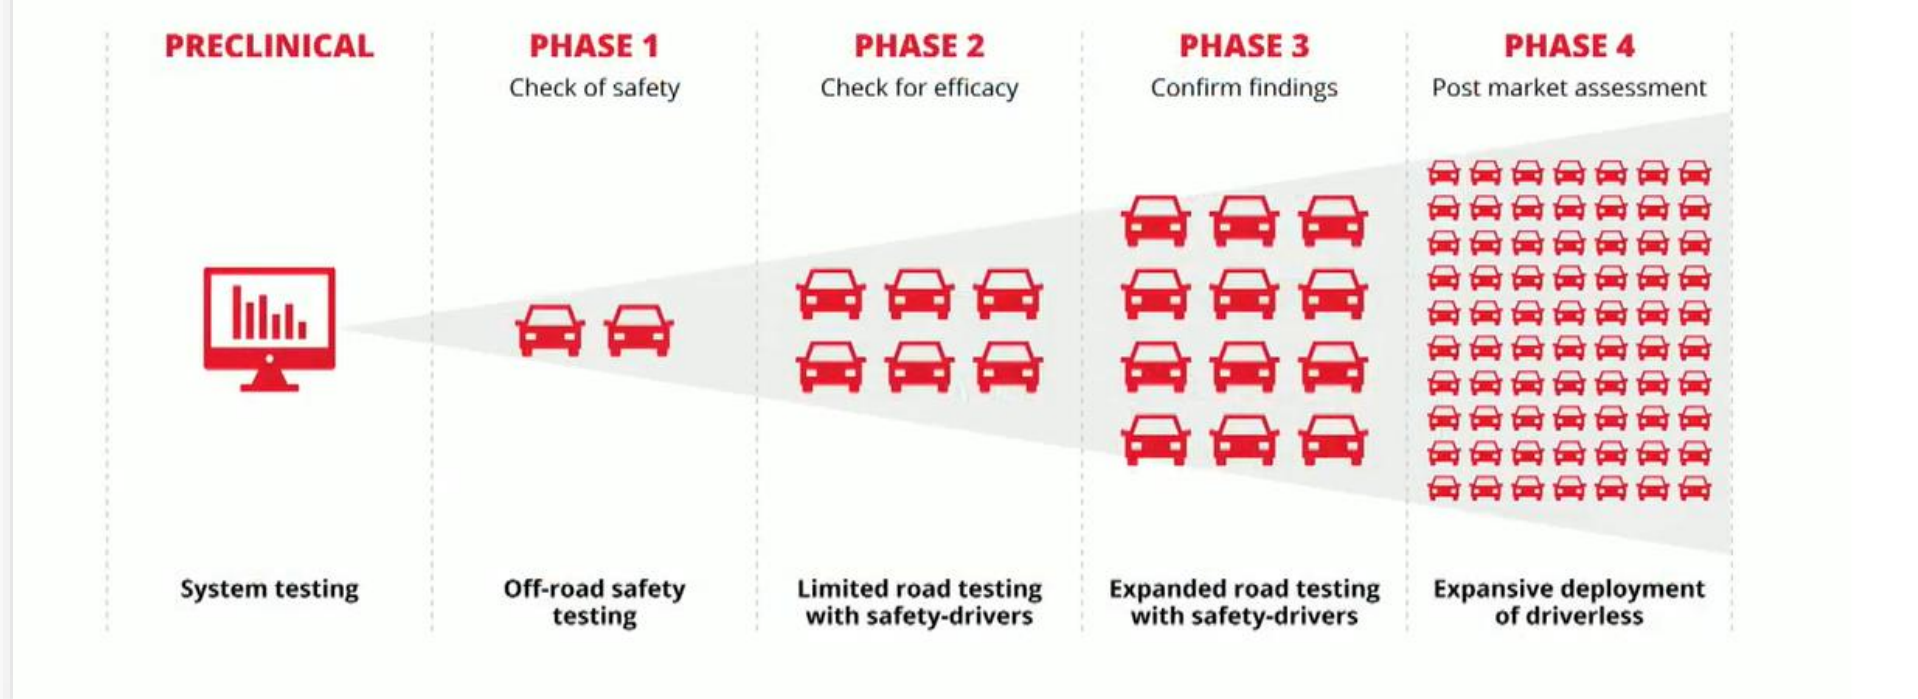 PRECLINICAL
PHASE 1
Check of safety
PHASE 2
Check for efficacy
PHASE 3
Confirm findings
PHASE 4
Post market assessment
System testing
Off-road safety
testing
Limited road testing
with safety-drivers
Expanded road testing
with safety-drivers
Expansive deployment
of driverless